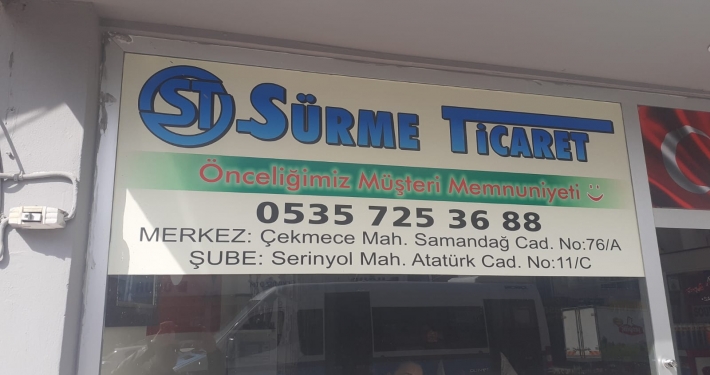 ST SÜRME TİCARET
Önceliğimiz Müşteri Memnuniyeti
0535 725 36 88
MERKEZ: Çekmece Mah. Samandağ Cad. No:76/A
ŞUBE: Serinyol Mah. Atatürk Cad. No:11/C